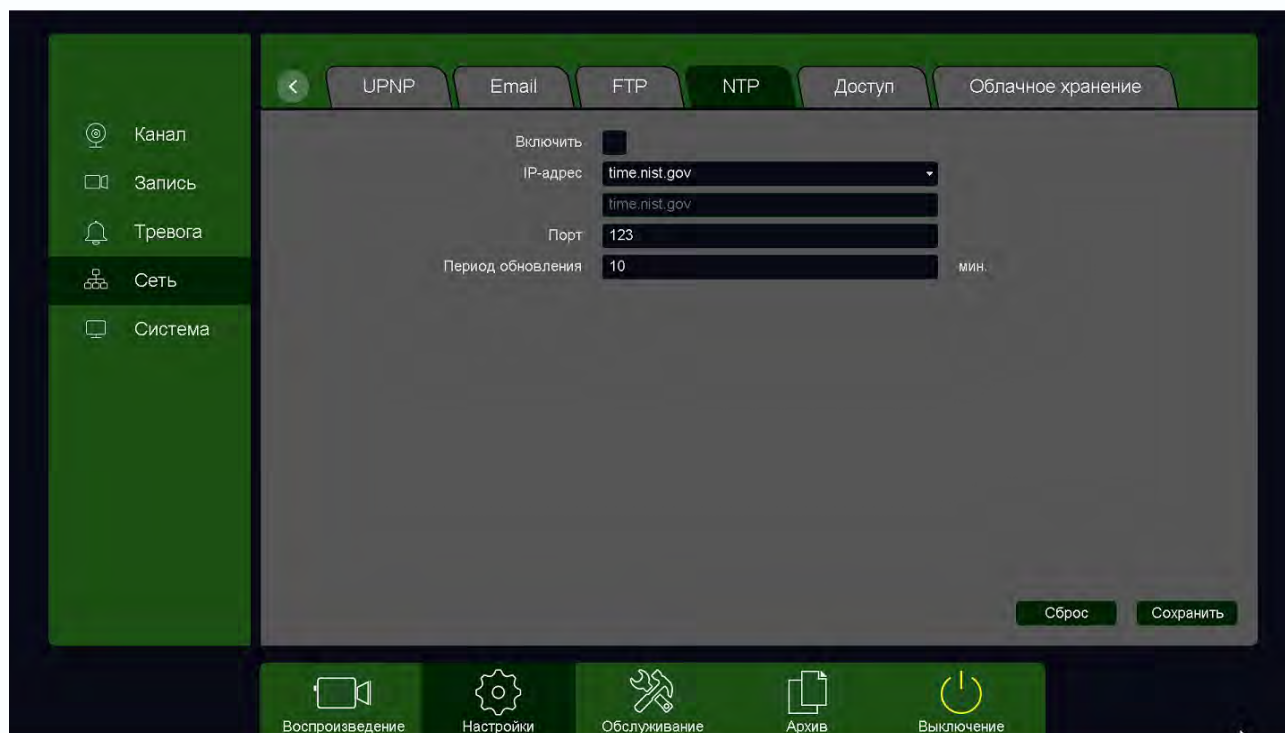 UPNP Email FTP NTP Доступ Облачное хранение
Канал
Запись
Тревога
Сеть
Система
Включить
IP-адрес time.nist.gov
time.nist.gov
Порт 123
Период обновления 10 мин.
Сброс Сохранить
Воспроизведение Настройки Обслуживание Архив Выключение